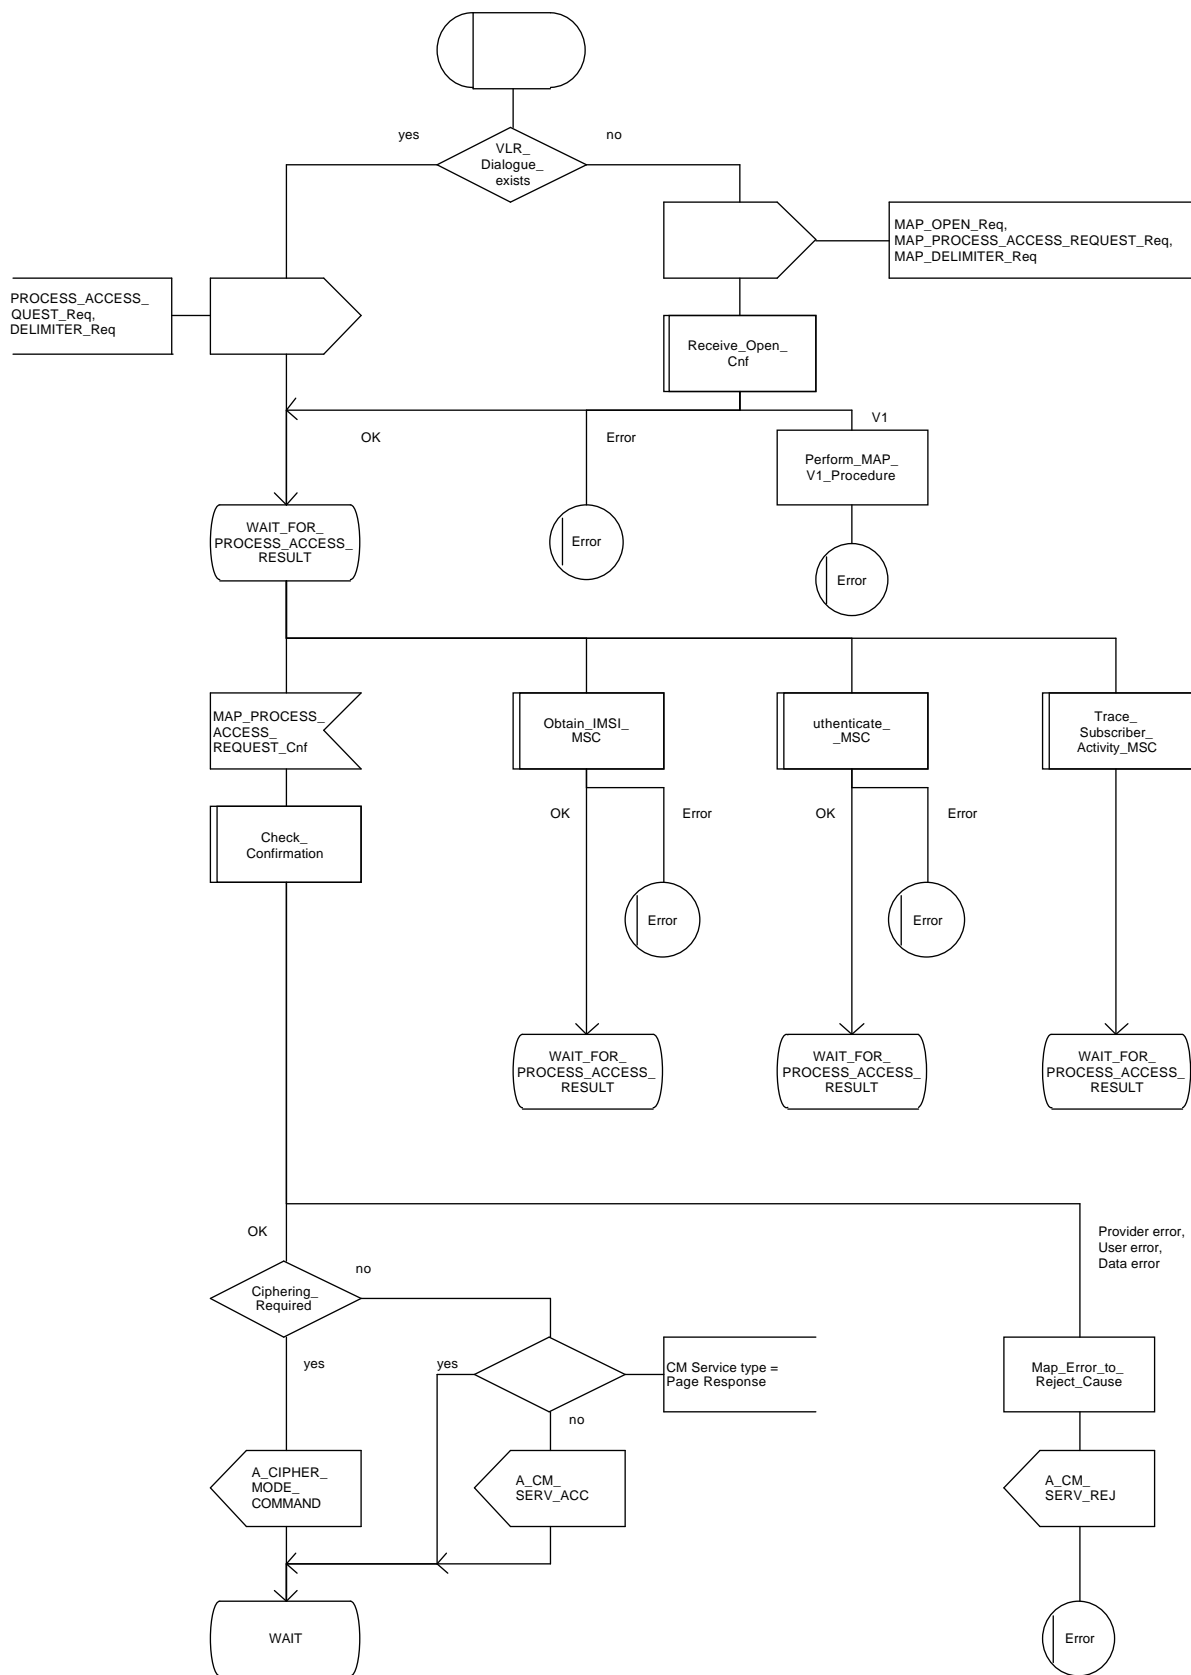 yes
no
VLR_
Dialogue_
exists
MAP_OPEN_Req,
MAP_PROCESS_ACCESS_REQUEST_Req,
MAP_DELIMITER_Req
PROCESS_ACCESS_
QUEST_Req,
DELIMITER_Req
Receive_Open_
Cnf
OK
Error
V1
Perform_MAP_
V1_Procedure
WAIT_FOR_
PROCESS_ACCESS_
RESULT
Error
Error
MAP_PROCESS_
ACCESS_
REQUEST_Cnf
Obtain_IMSI_
MSC
uthenticate_
_MSC
Trace_
Subscriber_
Activity_MSC
OK
Error
OK
Error
Check_
Confirmation
Error
Error
WAIT_FOR_
PROCESS_ACCESS_
RESULT
WAIT_FOR_
PROCESS_ACCESS_
RESULT
WAIT_FOR_
PROCESS_ACCESS_
RESULT
OK
Provider error,
User error,
Data error
no
Ciphering_
Required
yes
yes
CM Service type =
Page Response
Map_Error_to_
Reject_Cause
no
A_CIPHER_
MODE_
COMMAND
A_CM_
SERV_ACC
A_CM_
SERV_REJ
WAIT
Error